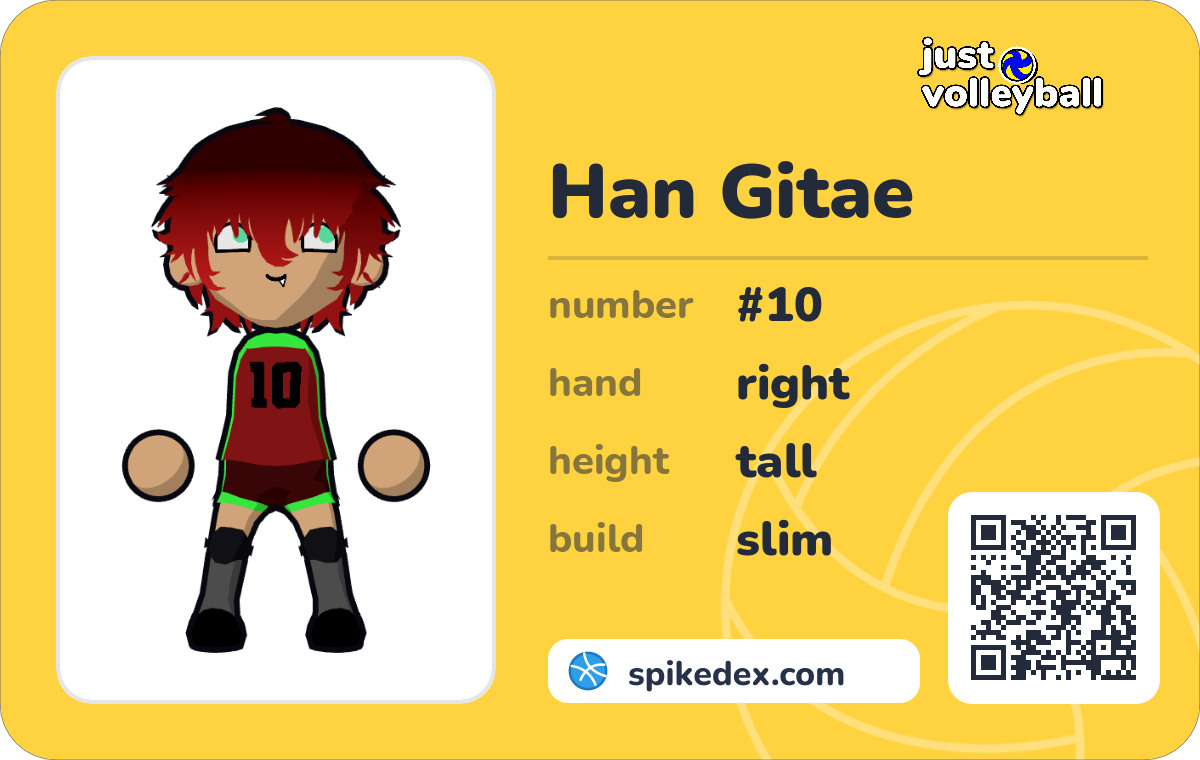 just
volleyball
Han Gitae
number #10
hand right
height tall
build slim
10
spikedex.com